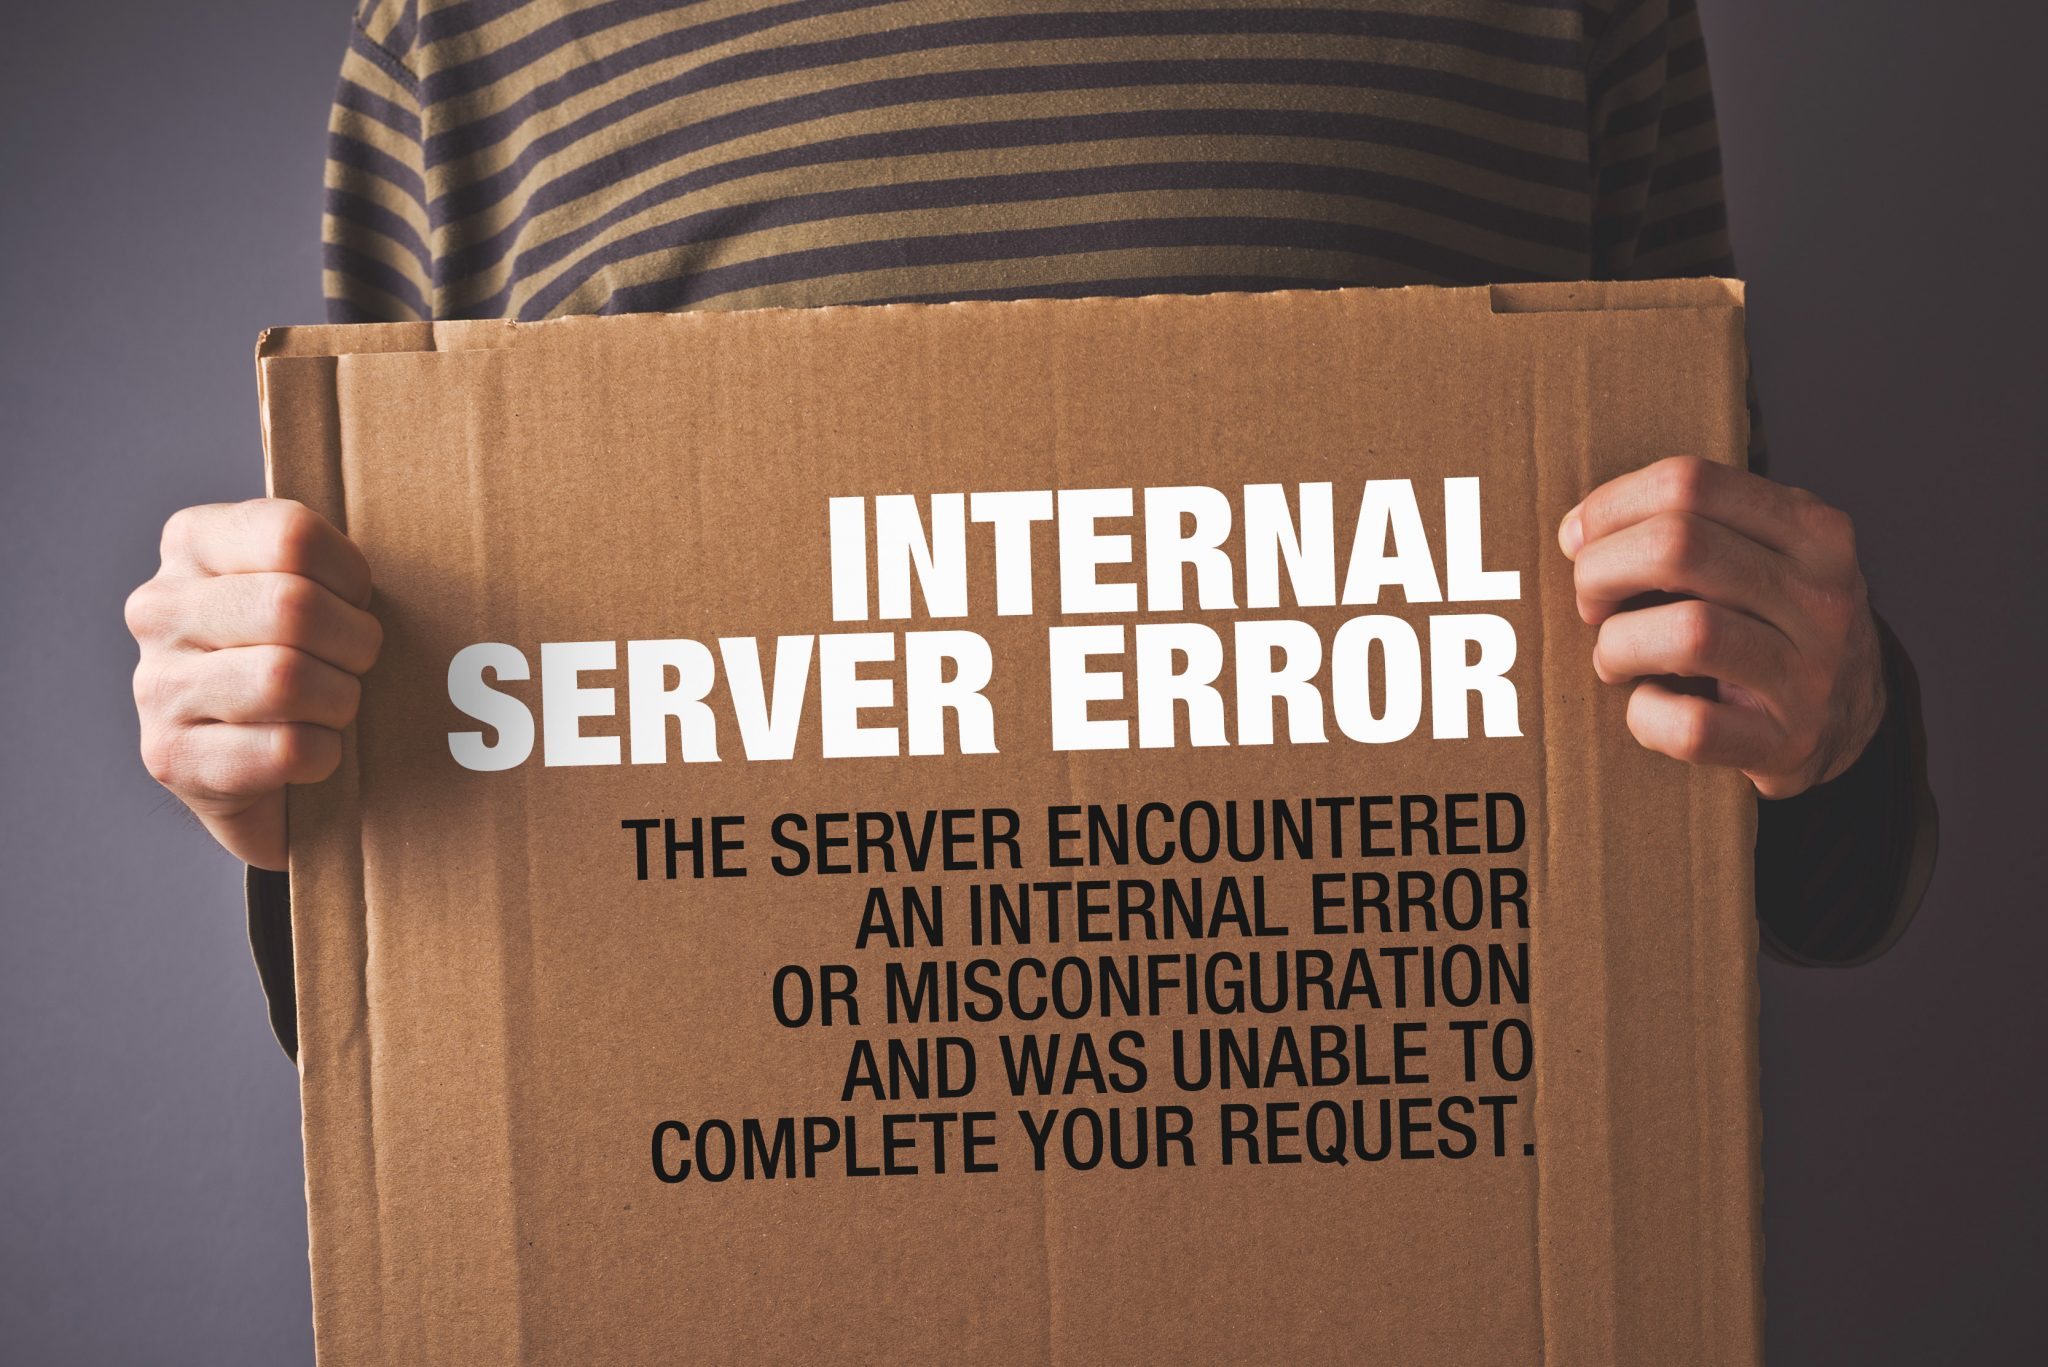 INTERNAL
SERVER ERROR
THE SERVER ENCOUNTERED
AN INTERNAL ERROR
OR MISCONFIGURATION
AND WAS UNABLE TO
COMPLETE YOUR REQUEST.